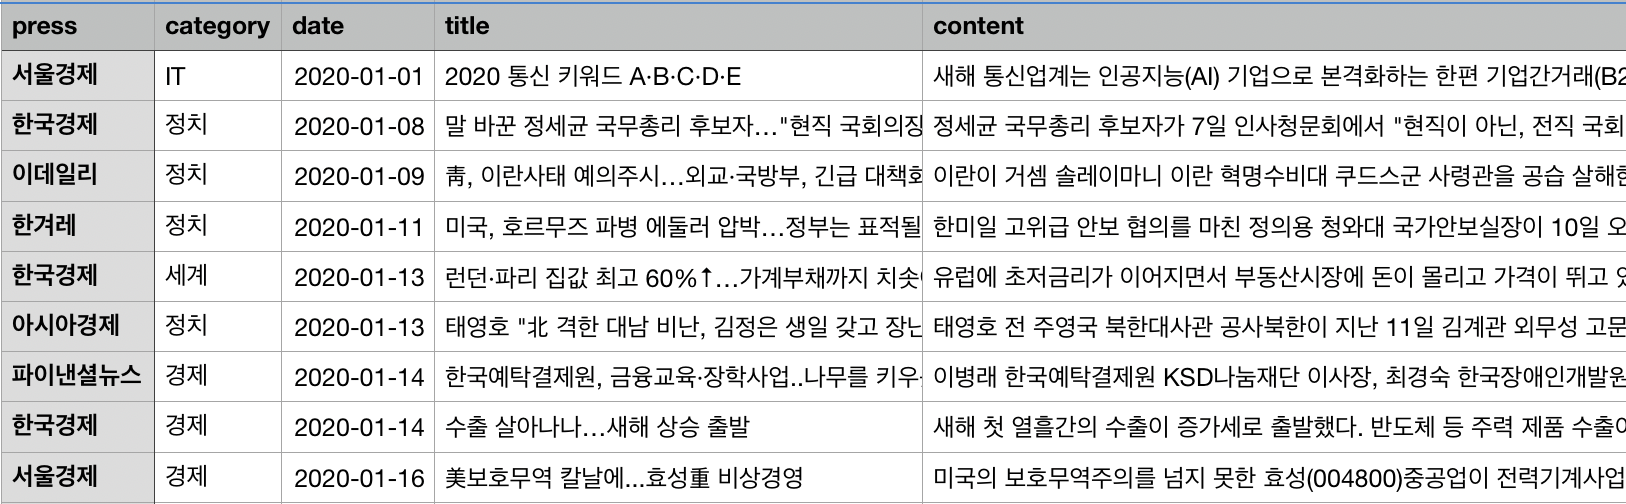 press category date title content
서울경제 IT 2020-01-01 2020 통신 키워드 A·B·C·D·E 새해 통신업계는 인공지능(AI) 기업으로 본격화하는 한편 기업간거래(B2
한국경제 정치 2020-01-08 말 바꾼 정세균 국무총리 후보자…"현직 국회의장 정세균 국무총리 후보자가 7일 인사청문회에서 "현직이 아닌, 전직 국회
이데일리 정치 2020-01-09 靑, 이란사태 예의주시…외교·국방부, 긴급 대책회 이란이 거셈 솔레이마니 이란 혁명수비대 쿠드스군 사령관을 공습 살해한
한겨레 정치 2020-01-11 미국, 호르무즈 파병 에둘러 압박…정부는 표적될 한미일 고위급 안보 협의를 마친 정의용 청와대 국가안보실장이 10일 오
한국경제 세계 2020-01-13 런던·파리 집값 최고 60%↑…가계부채까지 치솟 유럽에 초저금리가 이어지면서 부동산시장에 돈이 몰리고 가격이 뛰고 있
아시아경제 정치 2020-01-13 태영호 "北 격한 대남 비난, 김정은 생일 갖고 장난 태영호 전 주영국 북한대사관 공사북한이 지난 11일 김계관 외무성 고문
파이낸셜뉴스 경제 2020-01-14 한국예탁결제원, 금융교육·장학사업..나무를 키우 이병래 한국예탁결제원 KSD나눔재단 이사장, 최경숙 한국장애인개발원
한국경제 경제 2020-01-14 수출 살아나나…새해 상승 출발 새해 첫 열흘간의 수출이 증가세로 출발했다. 반도체 등 주력 제품 수출이
서울경제 경제 2020-01-16 美보호무역 칼날에...효성重 비상경영 미국의 보호무역주의를 넘지 못한 효성(004800)중공업이 전력기계사업